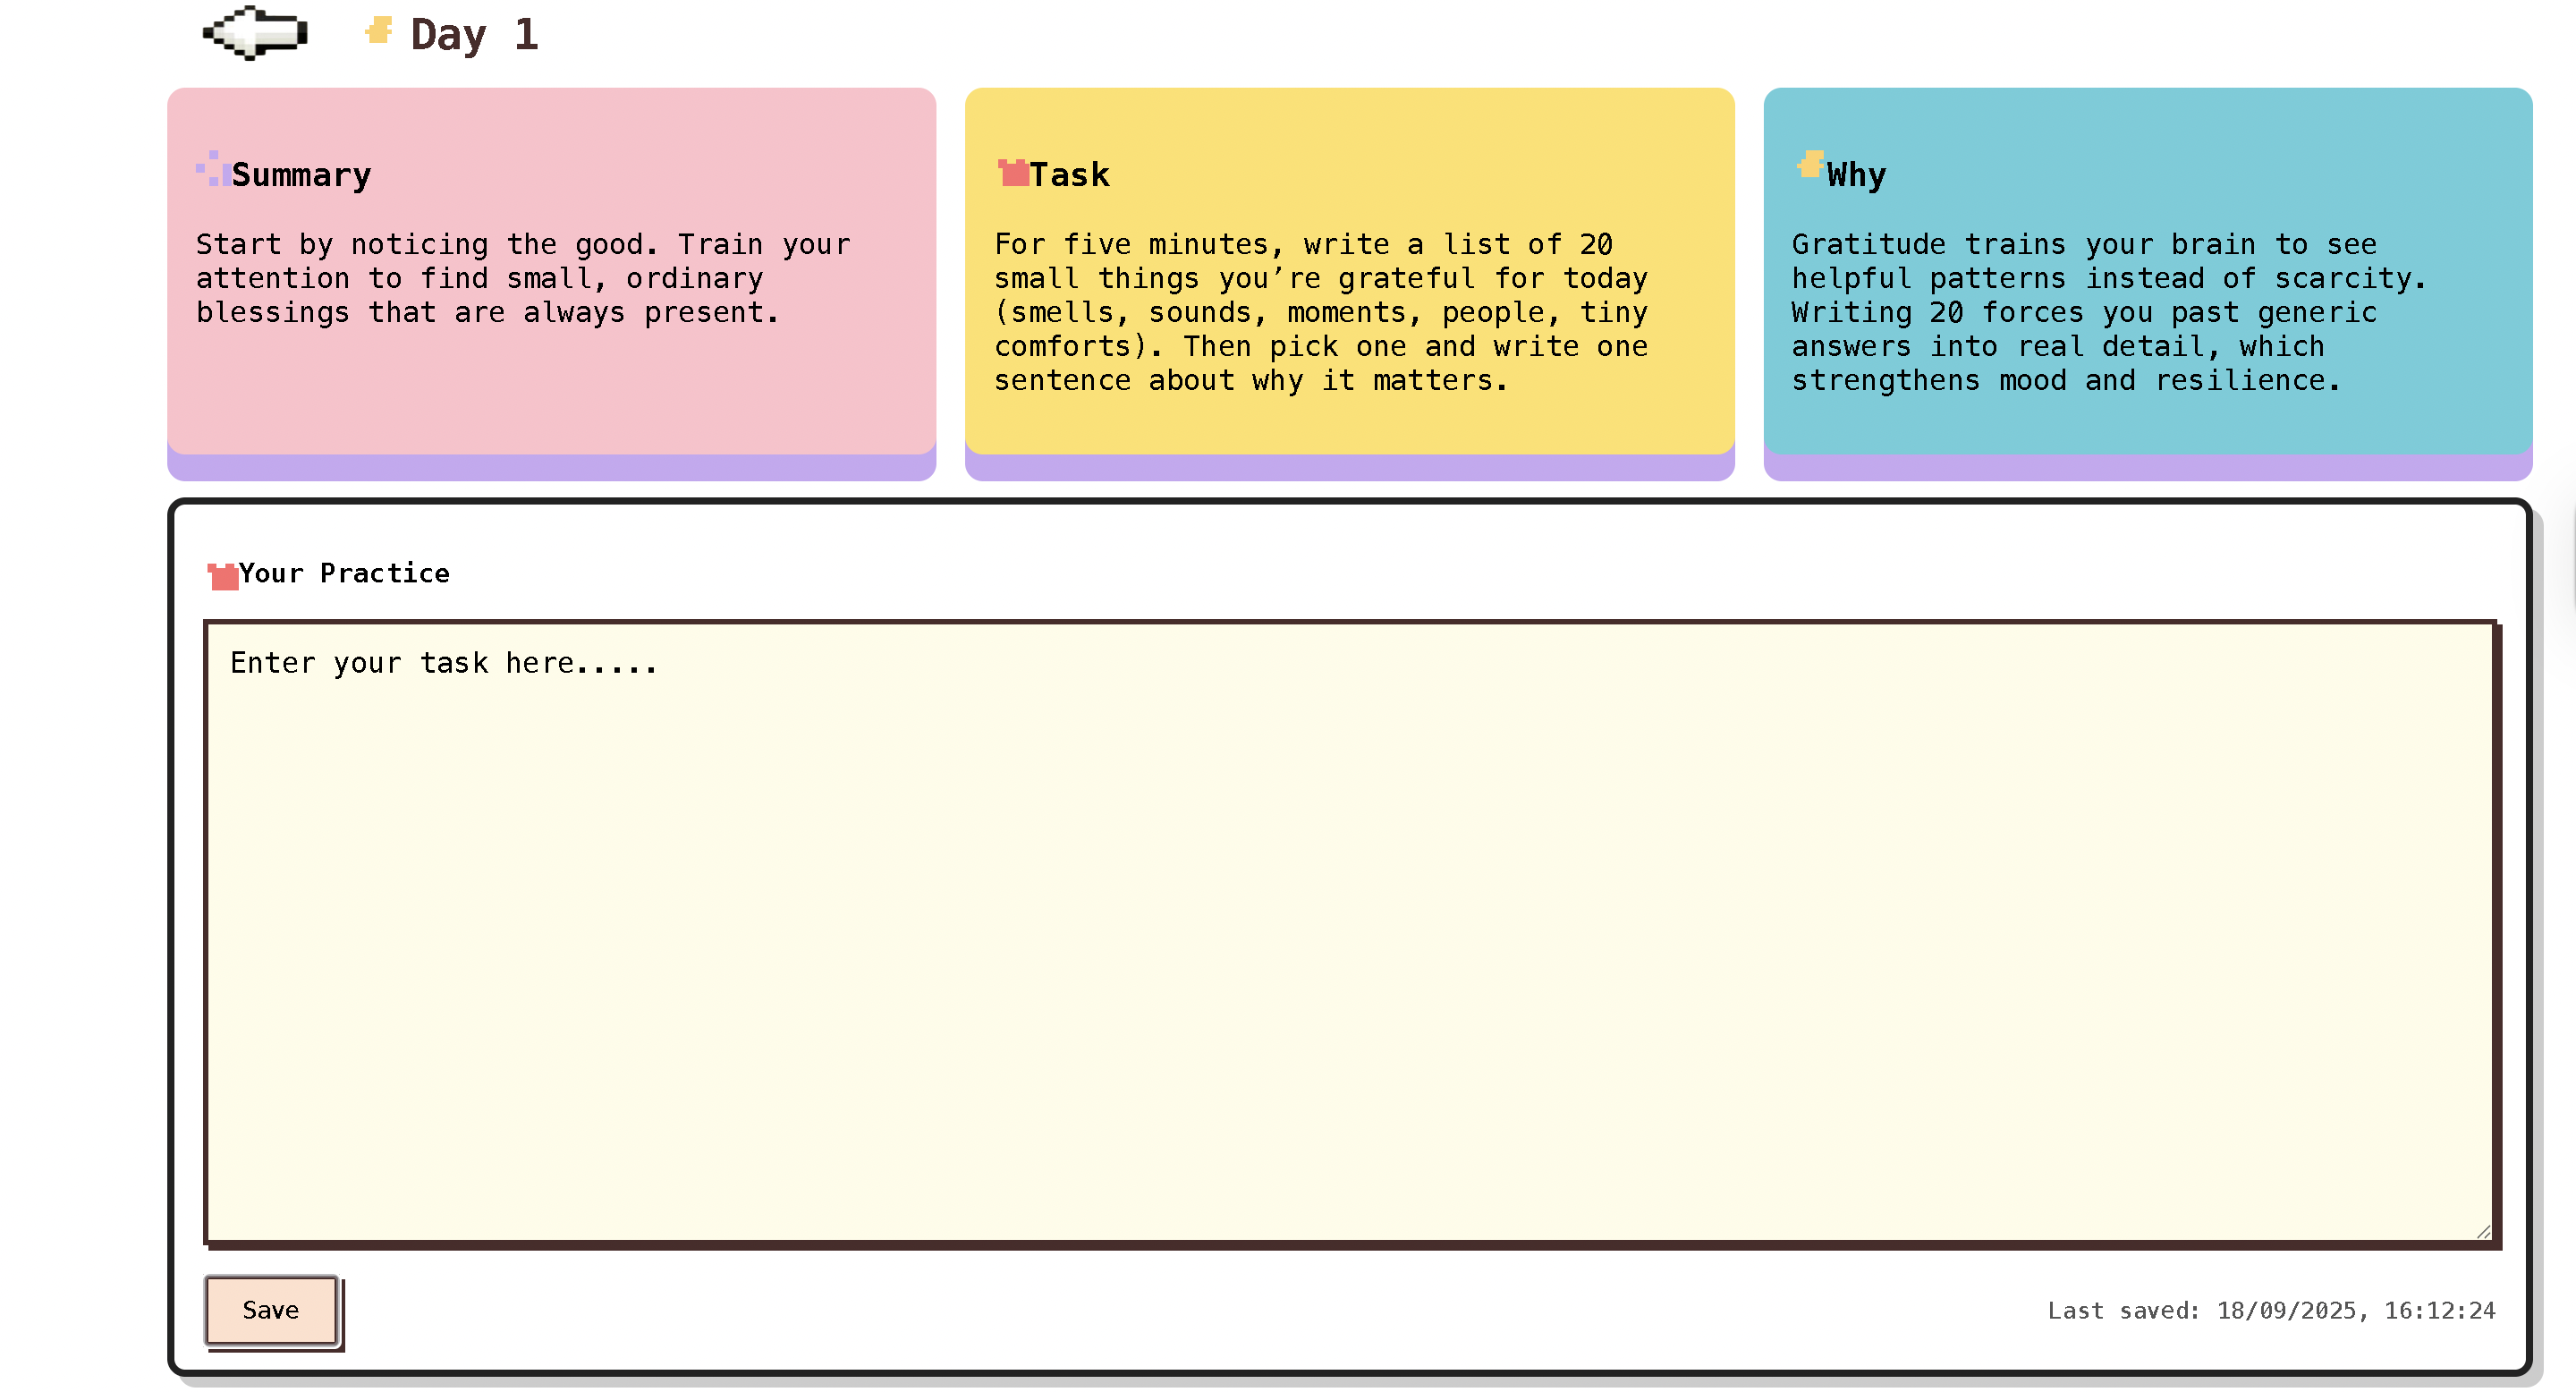 Day 1
Summary
Start by noticing the good. Train your
attention to find small, ordinary
blessings that are always present.
Task
For five minutes, write a list of 20
small things you’re grateful for today
(smells, sounds, moments, people, tiny
comforts). Then pick one and write one
sentence about why it matters.
Why
Gratitude trains your brain to see
helpful patterns instead of scarcity.
Writing 20 forces you past generic
answers into real detail, which
strengthens mood and resilience.
Your Practice
Enter your task here.....
Save
Last saved: 18/09/2025, 16:12:24